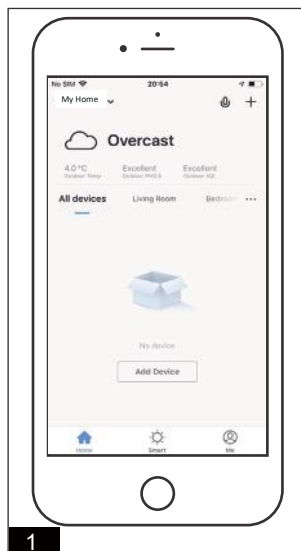 No SIM 20:54
My Home
Overcast
4.0 °C Excellent Excellent
Outdoor Temp Outdoor PM2.5 Outdoor AQI
All devices Living Room Bedroom ...
No device
Add Device
Home Smart Me
1